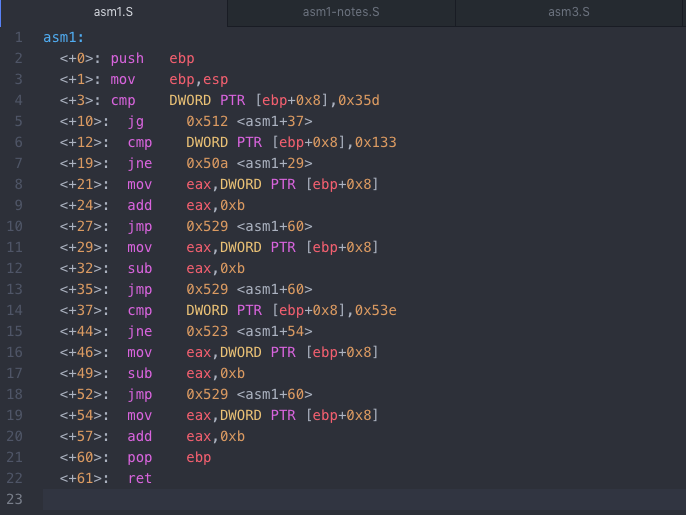 asm1.S asm1-notes.S asm3.S
1 asm1:
2 <+0>: push ebp
3 <+1>: mov ebp,esp
4 <+3>: cmp DWORD PTR [ebp+0x8],0x35d
5 <+10>: jg 0x512 <asm1+37>
6 <+12>: cmp DWORD PTR [ebp+0x8],0x133
7 <+19>: jne 0x50a <asm1+29>
8 <+21>: mov eax,DWORD PTR [ebp+0x8]
9 <+24>: add eax,0xb
10 <+27>: jmp 0x529 <asm1+60>
11 <+29>: mov eax,DWORD PTR [ebp+0x8]
12 <+32>: sub eax,0xb
13 <+35>: jmp 0x529 <asm1+60>
14 <+37>: cmp DWORD PTR [ebp+0x8],0x53e
15 <+44>: jne 0x523 <asm1+54>
16 <+46>: mov eax,DWORD PTR [ebp+0x8]
17 <+49>: sub eax,0xb
18 <+52>: jmp 0x529 <asm1+60>
19 <+54>: mov eax,DWORD PTR [ebp+0x8]
20 <+57>: add eax,0xb
21 <+60>: pop ebp
22 <+61>: ret
23